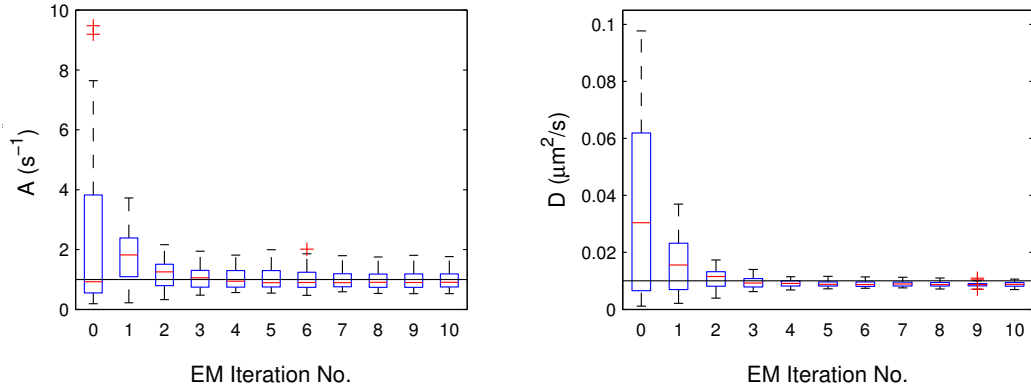 10
8
6
4
2
0
A (s⁻¹)
0 1 2 3 4 5 6 7 8 9 10
EM Iteration No.
0.1
0.08
0.06
0.04
0.02
0
D (μm²/s)
0 1 2 3 4 5 6 7 8 9 10
EM Iteration No.